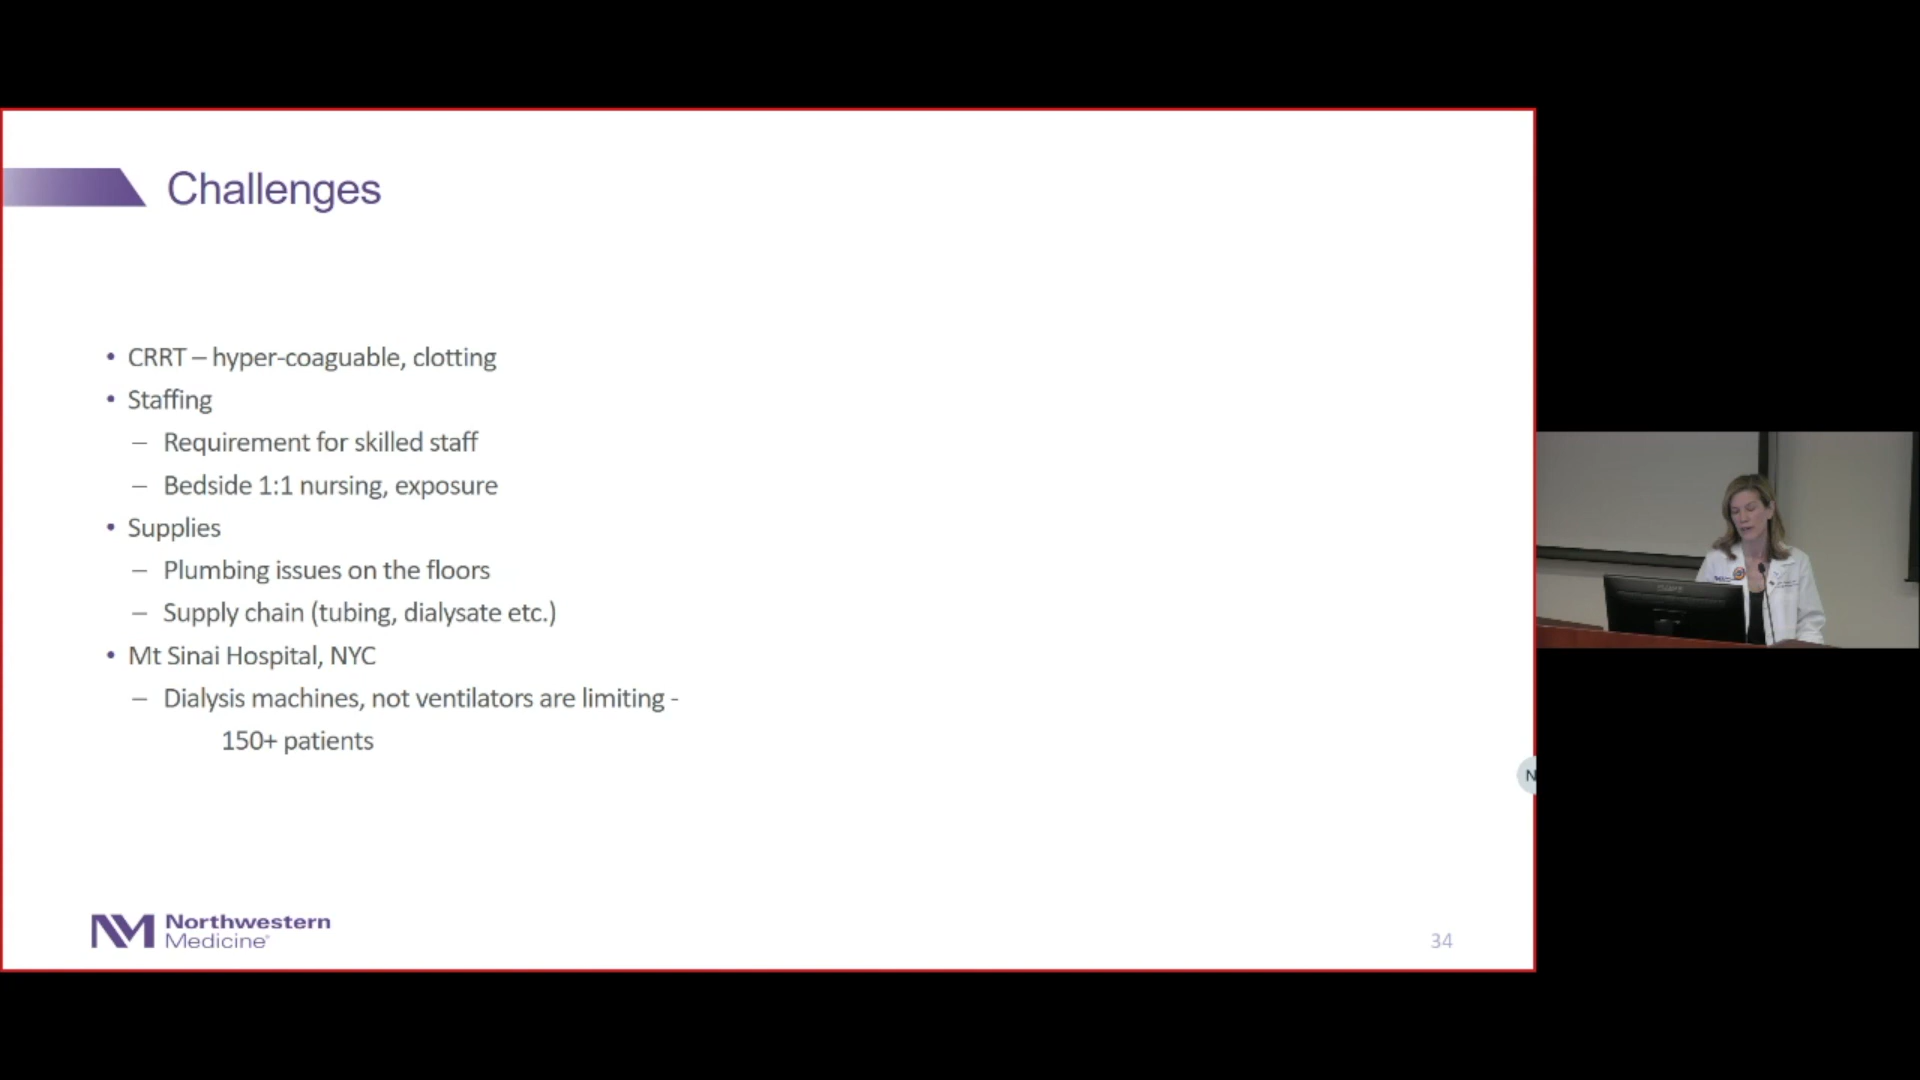 Challenges
• CRRT – hyper-coaguable, clotting
• Staffing
– Requirement for skilled staff
– Bedside 1:1 nursing, exposure
• Supplies
– Plumbing issues on the floors
– Supply chain (tubing, dialysate etc.)
• Mt Sinai Hospital, NYC
– Dialysis machines, not ventilators are limiting -
150+ patients
N
Northwestern
Medicine
34